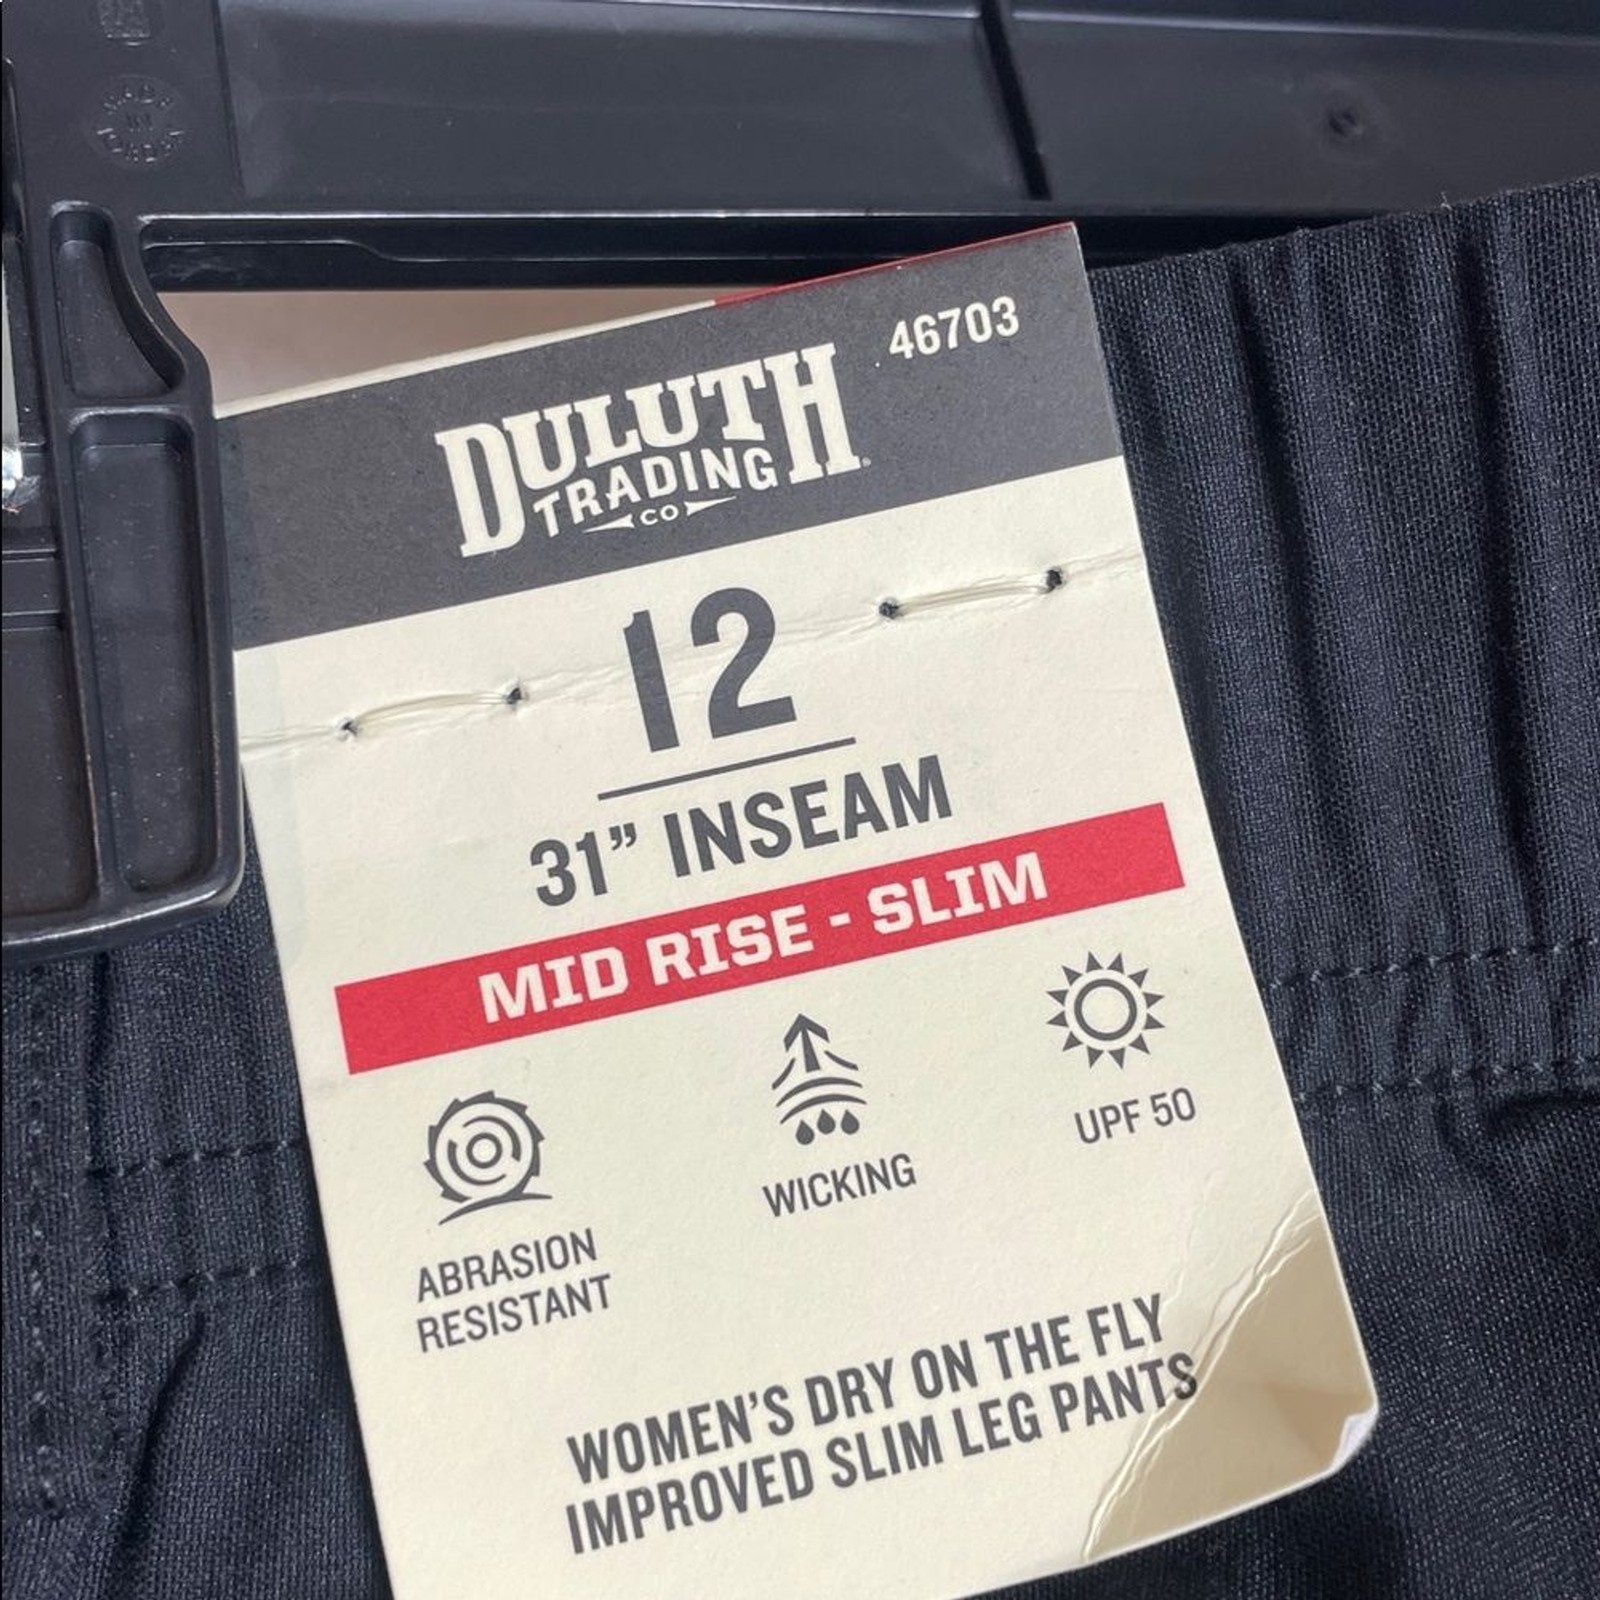 46703
DULUTH
TRADING
CO
12
31” INSEAM
MID RISE - SLIM
ABRASION
RESISTANT
WICKING
UPF 50
WOMEN’S DRY ON THE FLY
IMPROVED SLIM LEG PANTS